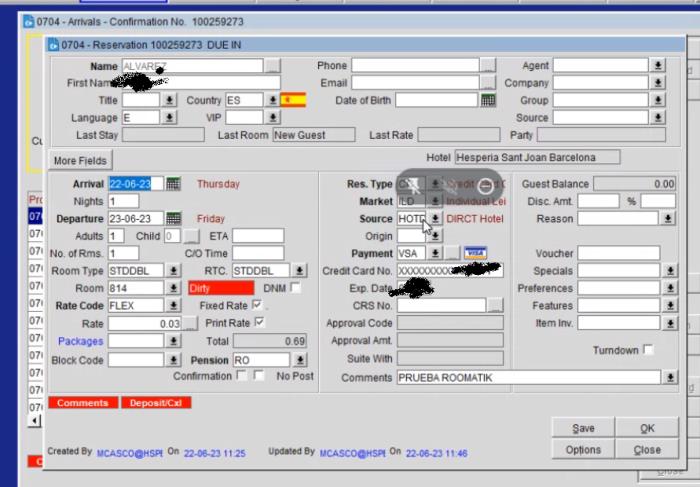 0704 - Arrivals - Confirmation No. 100259273
0704 - Reservation 100259273 DUE IN
Name ALVAREZ Phone Agent
First Name Email Company
Title Country ES Date of Birth Group
Language E VIP Source
Last Stay Last Room New Guest Last Rate Party
More Fields Hotel Hesperia Sant Joan Barcelona
Arrival 22-06-23 Thursday Res. Type Guest Balance 0.00
Nights 1 Market ILD Individual Lei Disc. Amt. %
Departure 23-06-23 Friday Source HOTE DIRCT Hotel Reason
Adults 1 Child 0 ETA Origin
No. of Rms. 1 C/O Time Payment VSA VISA Voucher
Room Type STDDBL RTC. STDDBL Credit Card No. Specials
Room 814 Dirty DNM Exp. Date Preferences
Rate Code FLEX Fixed Rate CRS No. Features
Rate 0.03 ... Print Rate Approval Code Item Inv.
Packages Total 0.69 Approval Amt.
Block Code Pension RO Suite With Turndown
Confirmation No Post Comments PRUEBA ROOMATIK
Comments Deposit/Cxl
Save OK
Options Close
Created By MCASCO@HSPE On 22-06-23 11:25 Updated By MCASCO@HSPE On 22-06-23 11:46